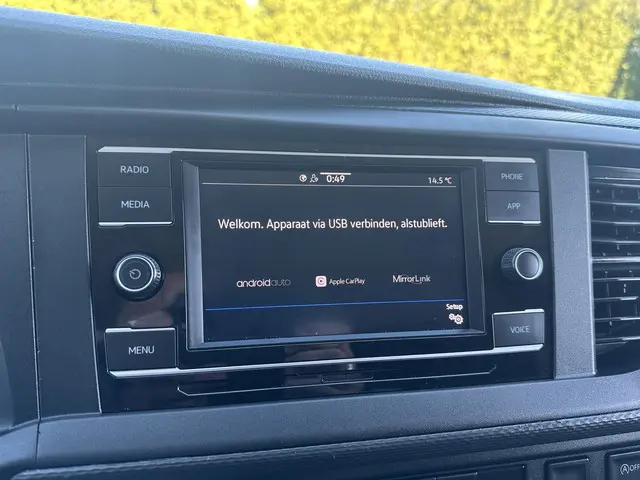 RADIO
MEDIA
MENU
0:49
14.5 °C
Welkom. Apparaat via USB verbinden, alstublieft.
androidauto
Apple CarPlay
MirrorLink
Setup
PHONE
APP
VOICE
OFF